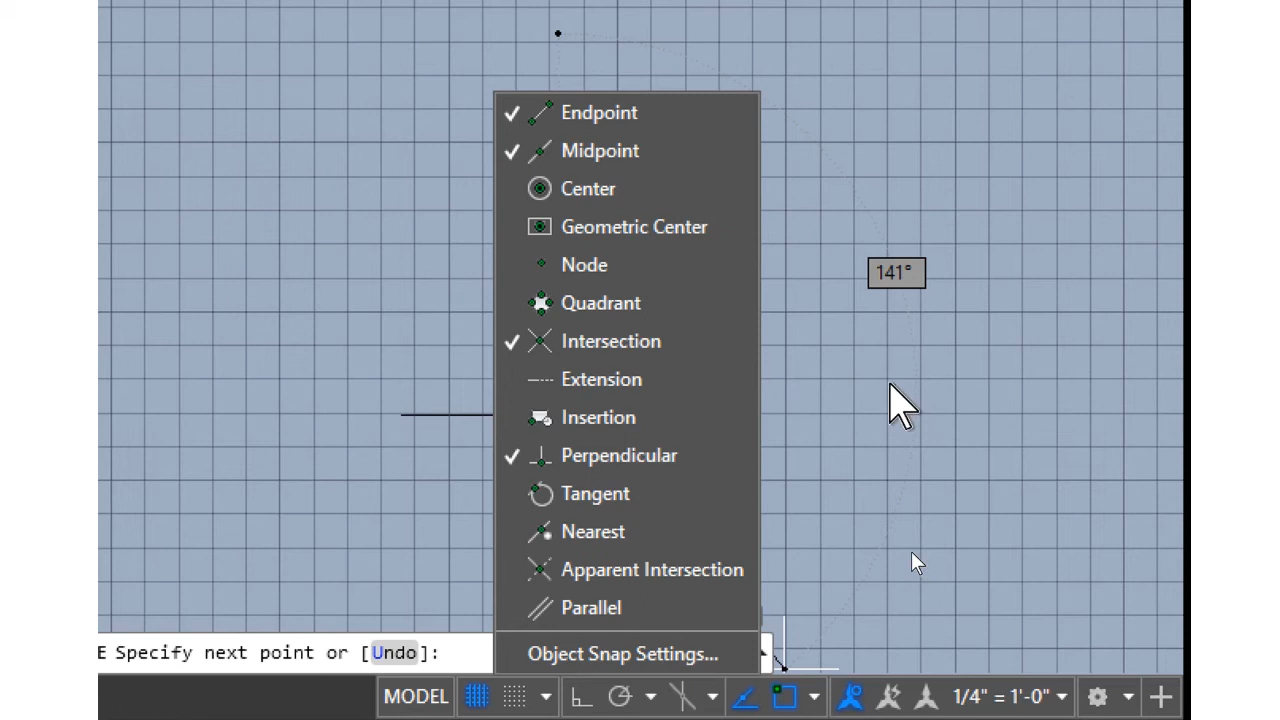 Endpoint
Midpoint
Center
Geometric Center
Node
Quadrant
141°
Intersection
Extension
Insertion
Perpendicular
Tangent
Nearest
Apparent Intersection
Parallel
E Specify next point or [Undo]:
Object Snap Settings...
MODEL
1/4" = 1'-0"